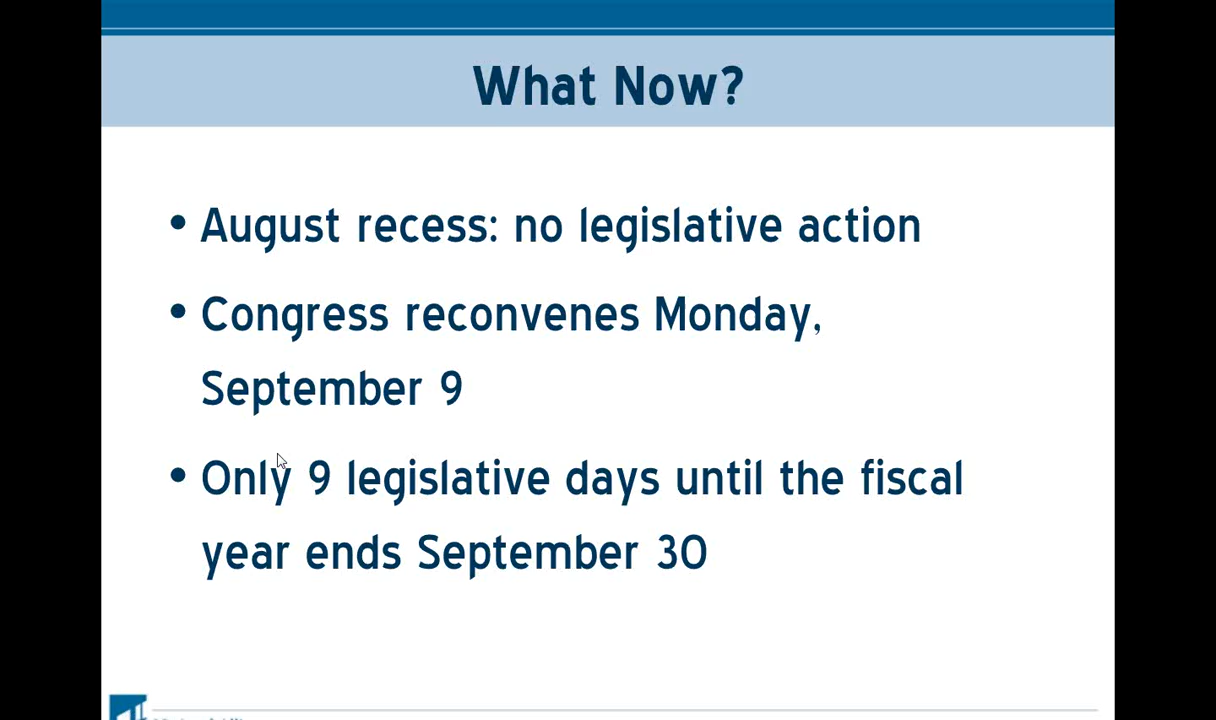 What Now?
• August recess: no legislative action
• Congress reconvenes Monday,
September 9
• Only 9 legislative days until the fiscal
year ends September 30